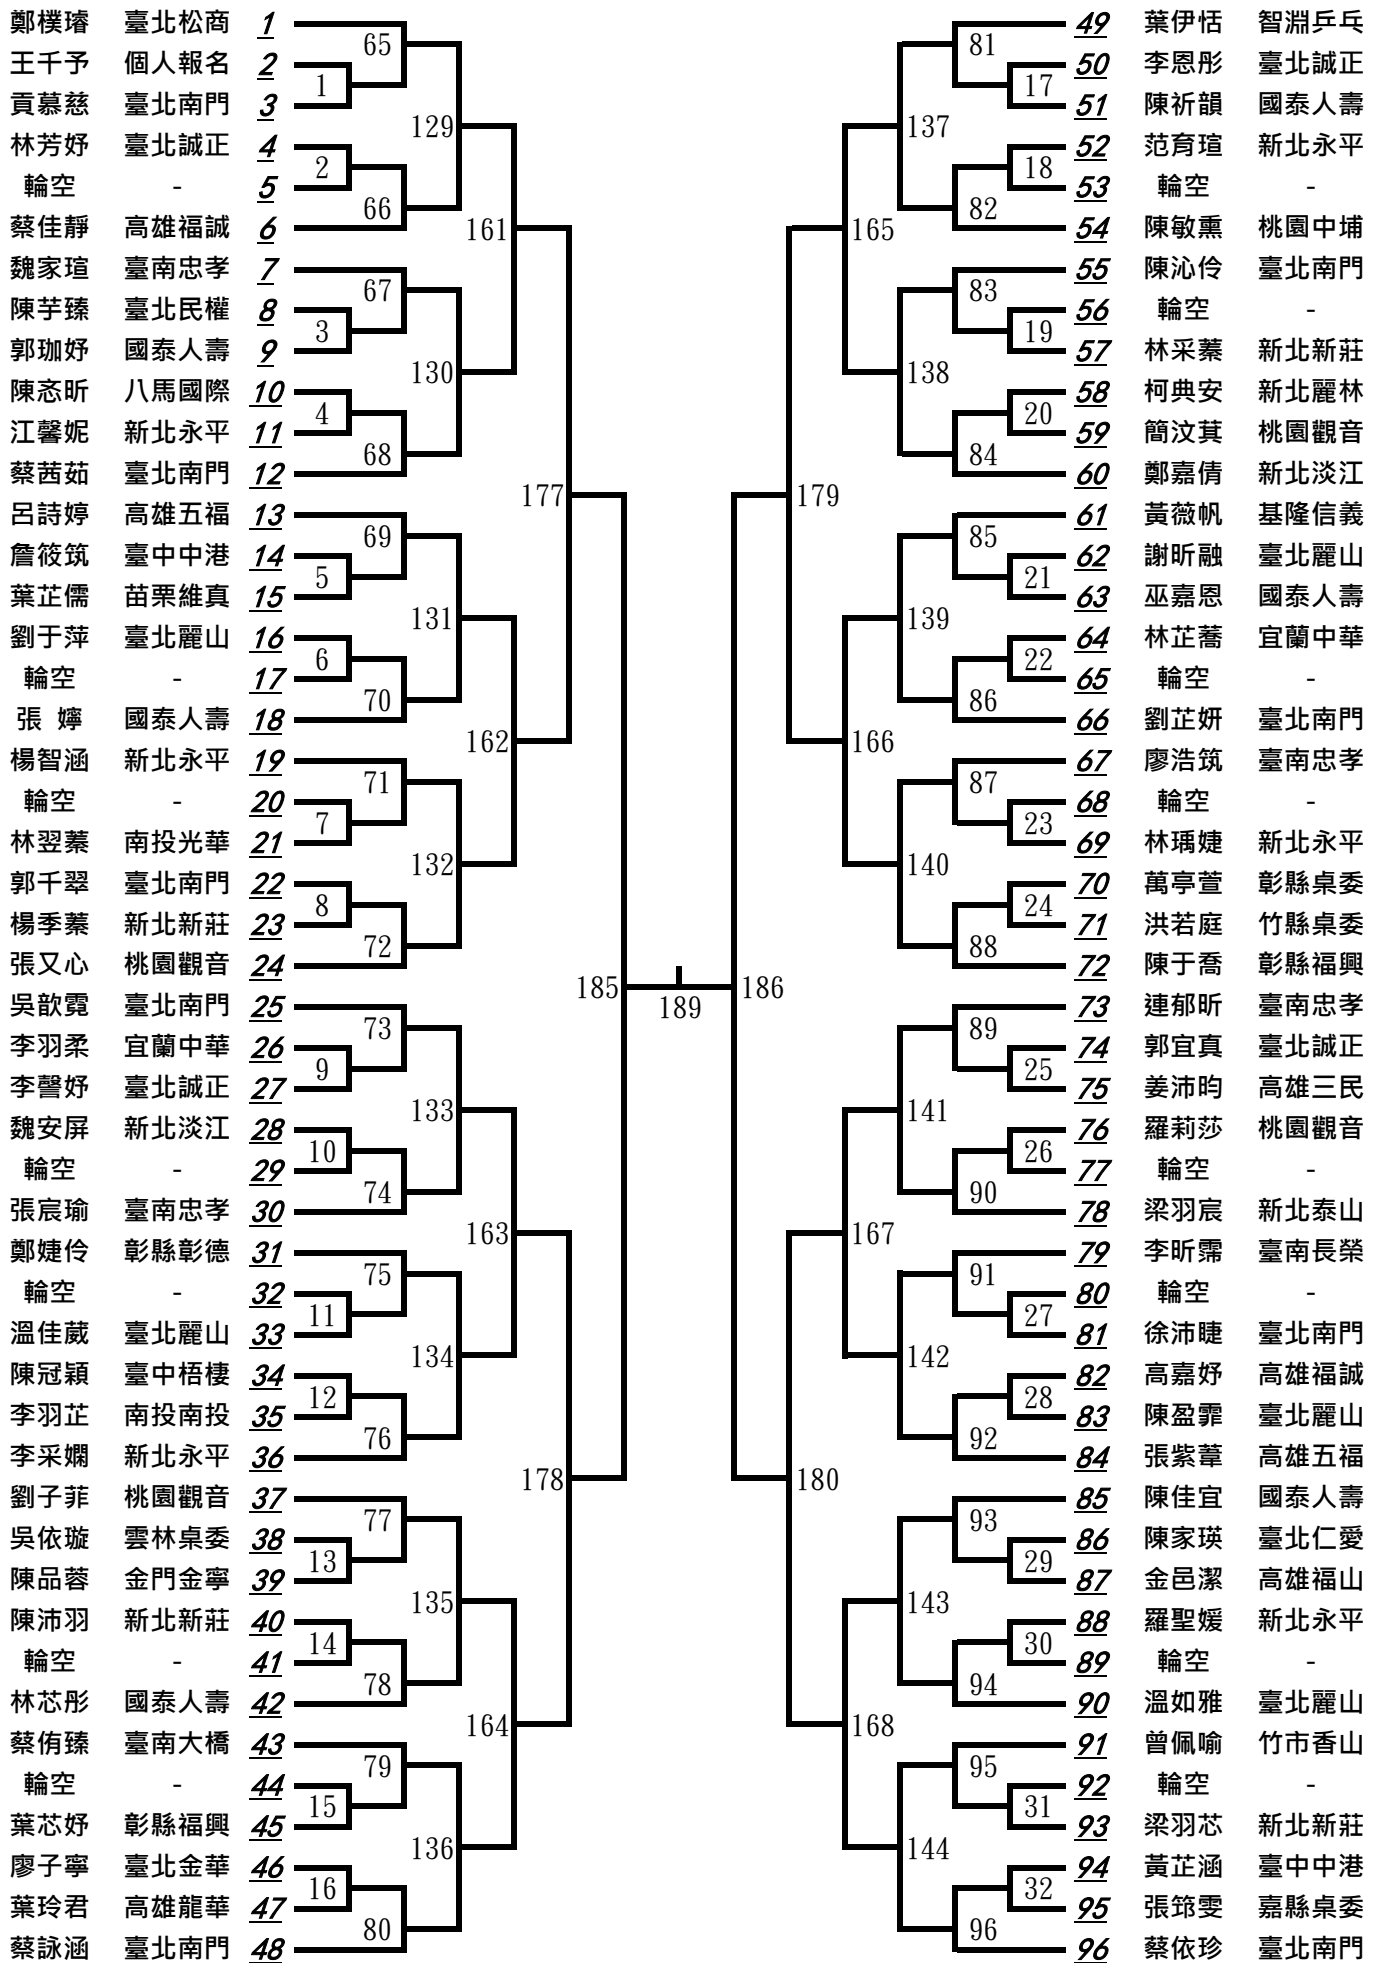 鄭樸璿 臺北松商 1
王千予 個人報名 2
貢慕慈 臺北南門 3
林芳妤 臺北誠正 4
輪空 - 5
蔡佳靜 高雄福誠 6
魏家瑄 臺南忠孝 7
陳芓臻 臺北民權 8
郭珈妤 國泰人壽 9
陳忞昕 八馬國際 10
江馨妮 新北永平 11
蔡茜茹 臺北南門 12
呂詩婷 高雄五福 13
詹筱筑 臺中中港 14
葉芷儒 苗栗維真 15
劉于萍 臺北麗山 16
輪空 - 17
張 嬣 國泰人壽 18
楊智涵 新北永平 19
輪空 - 20
林翌蓁 南投光華 21
郭千翠 臺北南門 22
楊季蓁 新北新莊 23
張又心 桃園觀音 24
吳歆霓 臺北南門 25
李羽柔 宜蘭中華 26
李謦妤 臺北誠正 27
魏安屏 新北淡江 28
輪空 - 29
張宸瑜 臺南忠孝 30
鄭婕伶 彰縣彰德 31
輪空 - 32
溫佳葳 臺北麗山 33
陳冠穎 臺中梧棲 34
李羽芷 南投南投 35
李采嫻 新北永平 36
劉子菲 桃園觀音 37
吳依璇 雲林桌委 38
陳品蓉 金門金寧 39
陳沛羽 新北新莊 40
輪空 - 41
林芯彤 國泰人壽 42
蔡侑臻 臺南大橋 43
輪空 - 44
葉芯妤 彰縣福興 45
廖子寧 臺北金華 46
葉玲君 高雄龍華 47
蔡詠涵 臺北南門 48
1
2
3
4
5
6
7
8
9
10
11
12
13
14
15
16
65
66
67
68
69
70
71
72
73
74
75
76
77
78
79
80
129
130
131
132
133
134
135
136
161
162
163
164
177
178
185
189
186
179
180
165
166
167
168
137
138
139
140
141
142
143
144
81
82
83
84
85
86
87
88
89
90
91
92
93
94
95
96
17
18
19
20
21
22
23
24
25
26
27
28
29
30
31
32
49 葉伊恬 智淵乒乓
50 李恩彤 臺北誠正
51 陳祈韻 國泰人壽
52 范育瑄 新北永平
53 輪空 -
54 陳敏熏 桃園中埔
55 陳沁伶 臺北南門
56 輪空 -
57 林采蓁 新北新莊
58 柯典安 新北麗林
59 簡汶萁 桃園觀音
60 鄭嘉倩 新北淡江
61 黃薇帆 基隆信義
62 謝昕融 臺北麗山
63 巫嘉恩 國泰人壽
64 林芷蕎 宜蘭中華
65 輪空 -
66 劉芷妍 臺北南門
67 廖浩筑 臺南忠孝
68 輪空 -
69 林瑀婕 新北永平
70 萬亭萱 彰縣桌委
71 洪若庭 竹縣桌委
72 陳于喬 彰縣福興
73 連郁昕 臺南忠孝
74 郭宜真 臺北誠正
75 姜沛昀 高雄三民
76 羅莉莎 桃園觀音
77 輪空 -
78 梁羽宸 新北泰山
79 李昕霈 臺南長榮
80 輪空 -
81 徐沛睫 臺北南門
82 高嘉妤 高雄福誠
83 陳盈霏 臺北麗山
84 張紫葦 高雄五福
85 陳佳宜 國泰人壽
86 陳家瑛 臺北仁愛
87 金邑潔 高雄福山
88 羅聖媛 新北永平
89 輪空 -
90 溫如雅 臺北麗山
91 曾佩喻 竹市香山
92 輪空 -
93 梁羽芯 新北新莊
94 黃芷涵 臺中中港
95 張筇雯 嘉縣桌委
96 蔡依珍 臺北南門